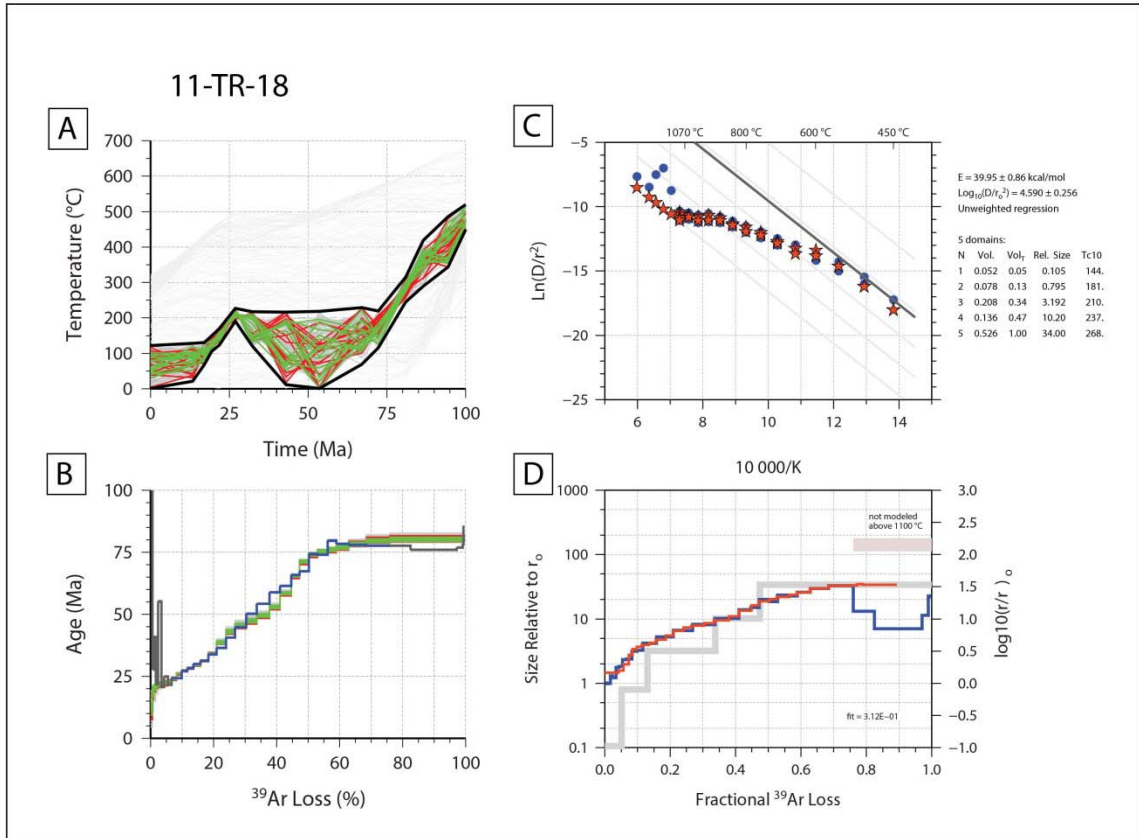 11-TR-18
A
700
600
500
400
300
200
100
0
Temperature (°C)
0 25 50 75 100
Time (Ma)
B
100
75
50
25
0
Age (Ma)
0 20 40 60 80 100
³⁹Ar Loss (%)
C
1070 °C 800 °C 600 °C 450 °C
−5
−10
−15
−20
−25
Ln(D/r²)
6 8 10 12 14
10 000/K
E = 39.95 ± 0.86 kcal/mol
Log₁₀(D/rₒ²) = 4.590 ± 0.256
Unweighted regression
5 domains:
N Vol. Vol_T Rel. Size Tc10
1 0.052 0.05 0.105 144.
2 0.078 0.13 0.795 181.
3 0.208 0.34 3.192 210.
4 0.136 0.47 10.20 237.
5 0.526 1.00 34.00 268.
D
1000
100
10
1
0.1
Size Relative to rₒ
not modeled
above 1100 °C
fit = 3.12E−01
3.0
2.5
2.0
1.5
1.0
0.5
0.0
−0.5
−1.0
log10(r/r )ₒ
0.0 0.2 0.4 0.6 0.8 1.0
Fractional ³⁹Ar Loss